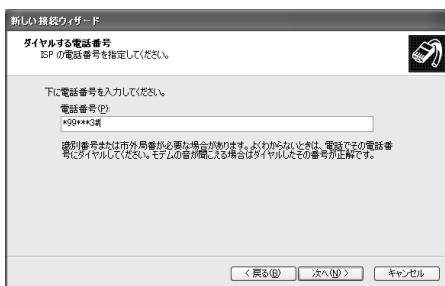 新しい接続ウィザード
ダイヤルする電話番号
ISP の電話番号を指定してください。
下に電話番号を入力してください。
電話番号(P):
*99***3#
識別番号または市外局番が必要な場合があります。よくわからないときは、電話でその電話番
号にダイヤルしてください。モデムの音が聞こえる場合はダイヤルしたその番号が正解です。
< 戻る(B)
次へ(N) >
キャンセル